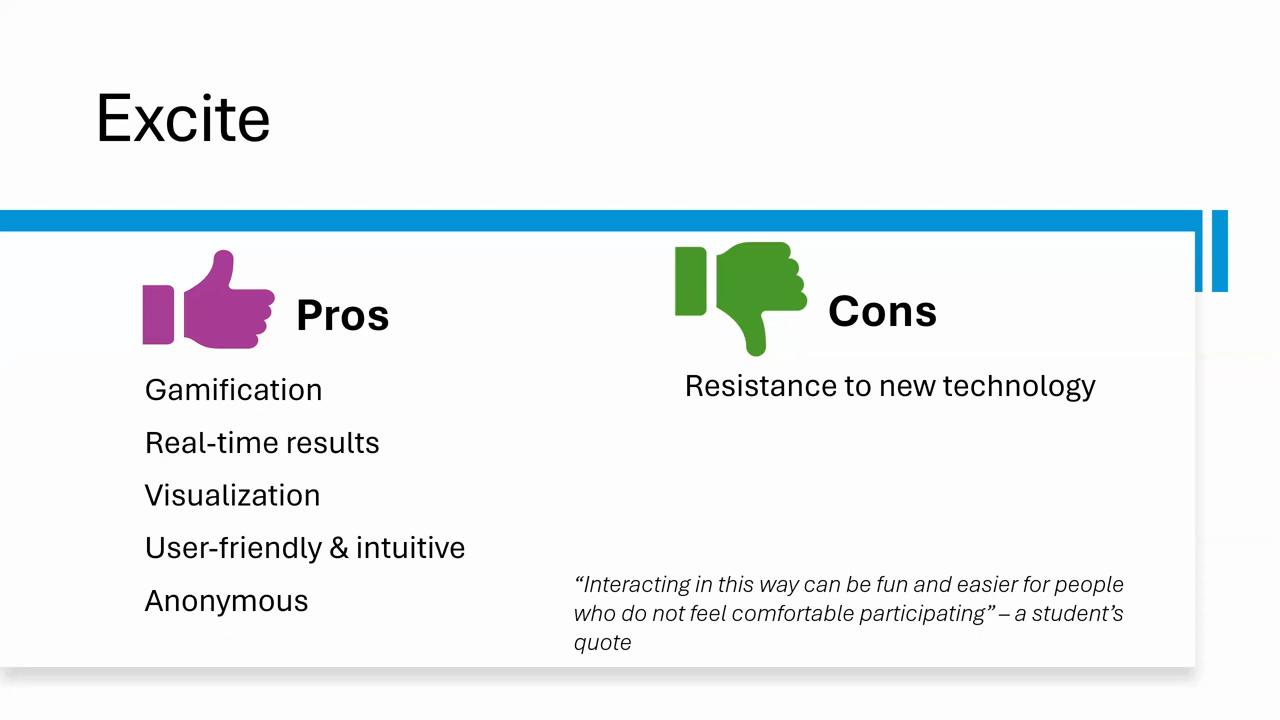 Excite
Pros
Gamification
Real-time results
Visualization
User-friendly & intuitive
Anonymous
Cons
Resistance to new technology
“Interacting in this way can be fun and easier for people
who do not feel comfortable participating” – a student’s
quote